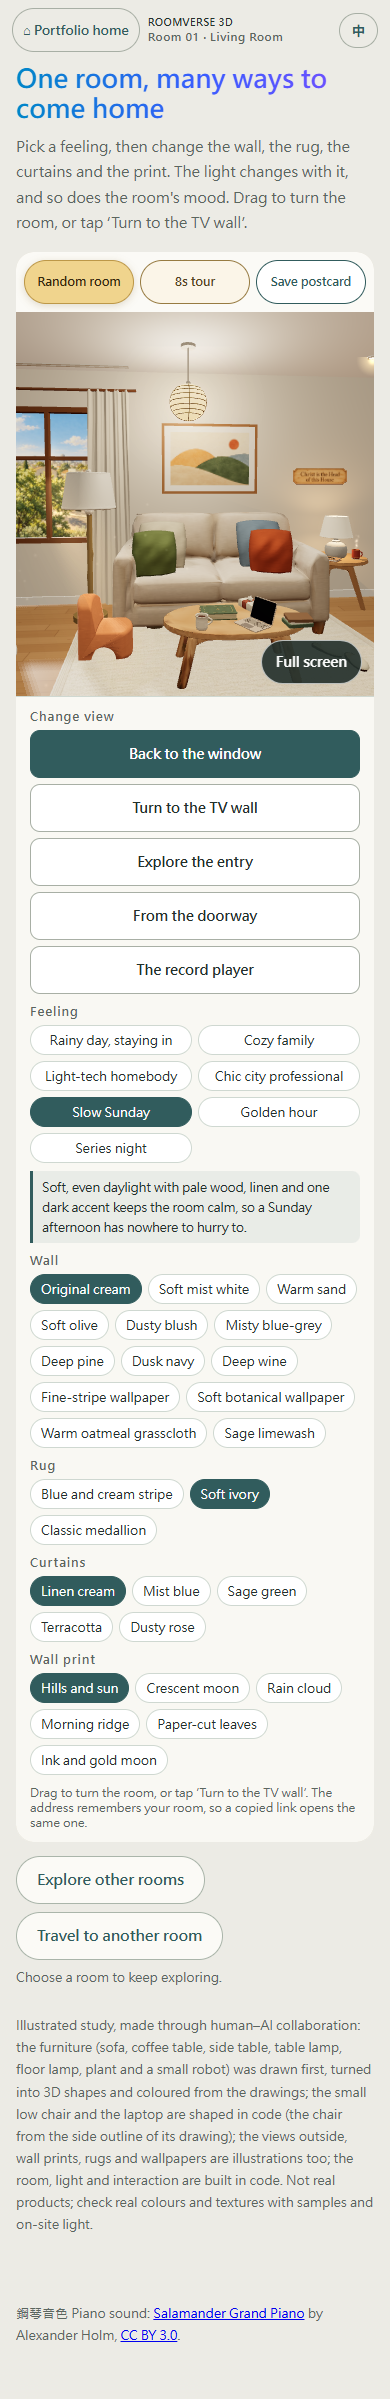 ⌂ Portfolio home
ROOMVERSE 3D
Room 01 · Living Room
中
One room, many ways to
come home
Pick a feeling, then change the wall, the rug, the
curtains and the print. The light changes with it,
and so does the room's mood. Drag to turn the
room, or tap ‘Turn to the TV wall’.
Random room
8s tour
Save postcard
Christ is the Head
of this House
Full screen
Change view
Back to the window
Turn to the TV wall
Explore the entry
From the doorway
The record player
Feeling
Rainy day, staying in
Cozy family
Light-tech homebody
Chic city professional
Slow Sunday
Golden hour
Series night
Soft, even daylight with pale wood, linen and one
dark accent keeps the room calm, so a Sunday
afternoon has nowhere to hurry to.
Wall
Original cream
Soft mist white
Warm sand
Soft olive
Dusty blush
Misty blue-grey
Deep pine
Dusk navy
Deep wine
Fine-stripe wallpaper
Soft botanical wallpaper
Warm oatmeal grasscloth
Sage limewash
Rug
Blue and cream stripe
Soft ivory
Classic medallion
Curtains
Linen cream
Mist blue
Sage green
Terracotta
Dusty rose
Wall print
Hills and sun
Crescent moon
Rain cloud
Morning ridge
Paper-cut leaves
Ink and gold moon
Drag to turn the room, or tap ‘Turn to the TV wall’. The
address remembers your room, so a copied link opens the
same one.
Explore other rooms
Travel to another room
Choose a room to keep exploring.
Illustrated study, made through human–AI collaboration:
the furniture (sofa, coffee table, side table, table lamp,
floor lamp, plant and a small robot) was drawn first, turned
into 3D shapes and coloured from the drawings; the small
low chair and the laptop are shaped in code (the chair
from the side outline of its drawing); the views outside,
wall prints, rugs and wallpapers are illustrations too; the
room, light and interaction are built in code. Not real
products; check real colours and textures with samples and
on-site light.
鋼琴音色 Piano sound: Salamander Grand Piano by
Alexander Holm, CC BY 3.0.